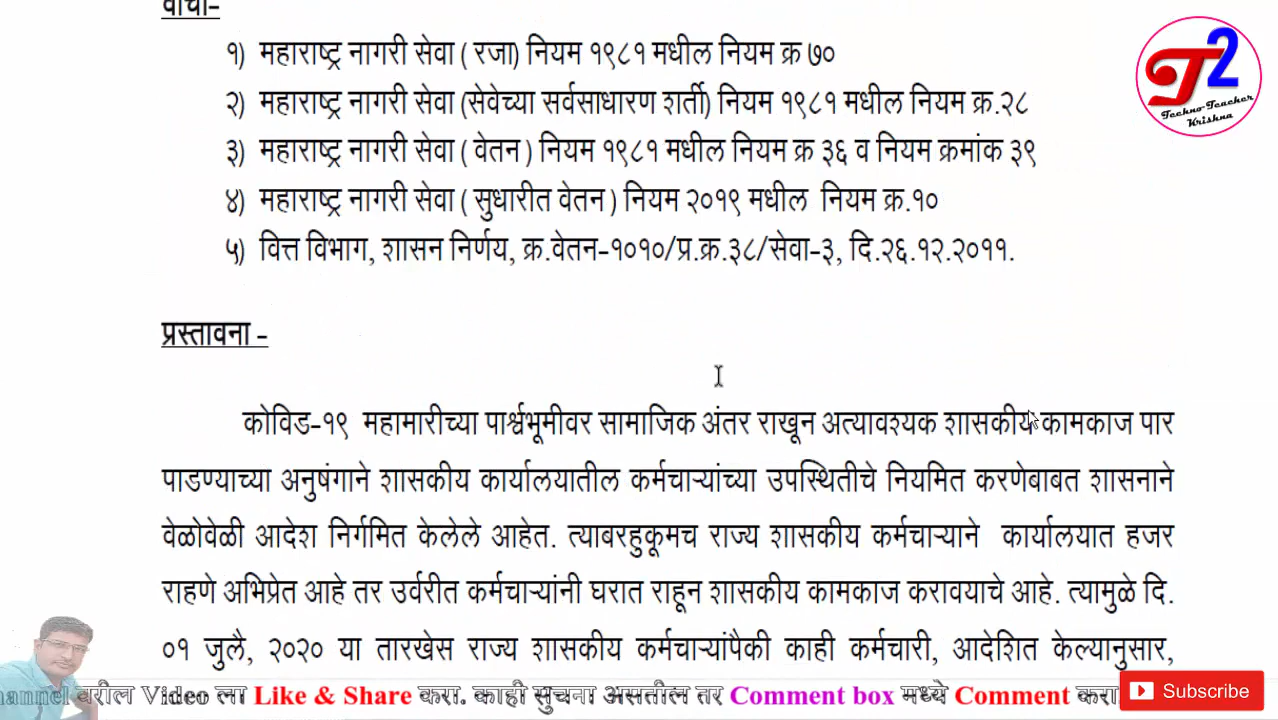 वाचा-
१) महाराष्ट्र नागरी सेवा ( रजा) नियम १९८१ मधील नियम क्र ७०
२) महाराष्ट्र नागरी सेवा (सेवेच्या सर्वसाधारण शर्ती) नियम १९८१ मधील नियम क्र.२८
३) महाराष्ट्र नागरी सेवा ( वेतन ) नियम १९८१ मधील नियम क्र ३६ व नियम क्रमांक ३९
४) महाराष्ट्र नागरी सेवा ( सुधारीत वेतन ) नियम २०१९ मधील नियम क्र.१०
५) वित्त विभाग, शासन निर्णय, क्र.वेतन-१०१०/प्र.क्र.३८/सेवा-३, दि.२६.१२.२०११.
T2
Techno-Teacher
Krishna
प्रस्तावना -
कोविड-१९ महामारीच्या पार्श्वभूमीवर सामाजिक अंतर राखून अत्यावश्यक शासकीय कामकाज पार
पाडण्याच्या अनुषंगाने शासकीय कार्यालयातील कर्मचाऱ्यांच्या उपस्थितीचे नियमित करणेबाबत शासनाने
वेळोवेळी आदेश निर्गमित केलेले आहेत. त्याबरहुकूमच राज्य शासकीय कर्मचाऱ्याने कार्यालयात हजर
राहणे अभिप्रेत आहे तर उर्वरीत कर्मचाऱ्यांनी घरात राहून शासकीय कामकाज करावयाचे आहे. त्यामुळे दि.
०१ जुलै, २०२० या तारखेस राज्य शासकीय कर्मचाऱ्यांपैकी काही कर्मचारी, आदेशित केल्यानुसार,
hannel वरील Video ला Like & Share करा. काही सुचना असतील तर Comment box मध्ये Comment करा
Subscribe